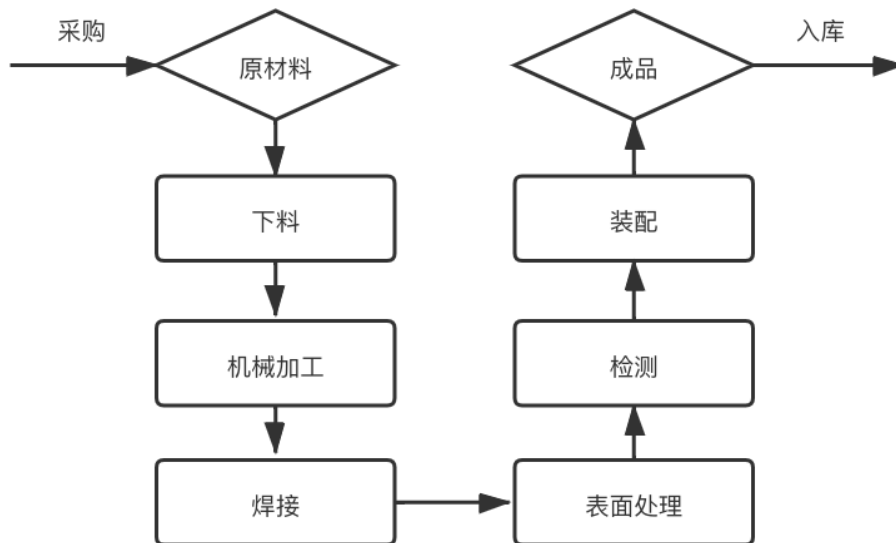 采购
原材料
下料
机械加工
焊接
表面处理
检测
装配
成品
入库